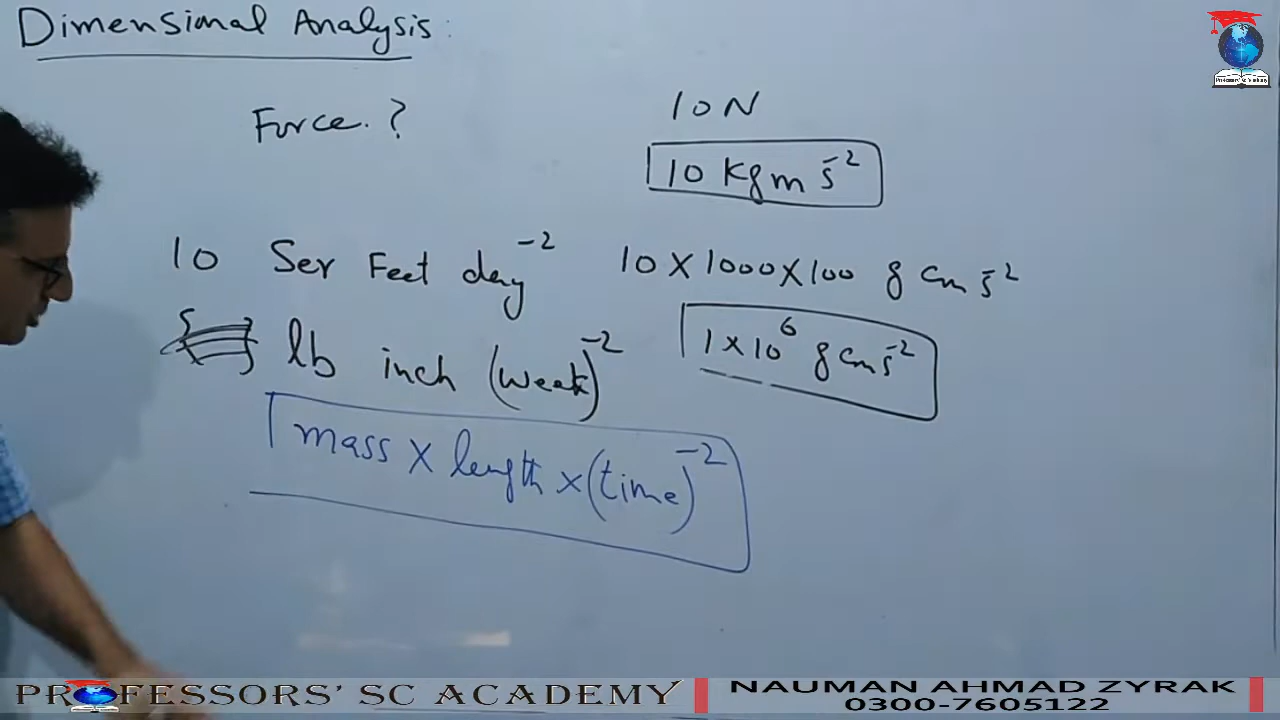 Dimensional Analysis
Force. ?
10 N
10 Kg m s⁻²
10 Ser Feet day⁻²
10 X 1000 X 100 g cm s⁻²
lb inch (weak)⁻²
1 X 10⁶ g cm s⁻²
mass X length X (time)⁻²
PROFESSORS' SC ACADEMY
NAUMAN AHMAD ZYRAK
0300-7605122